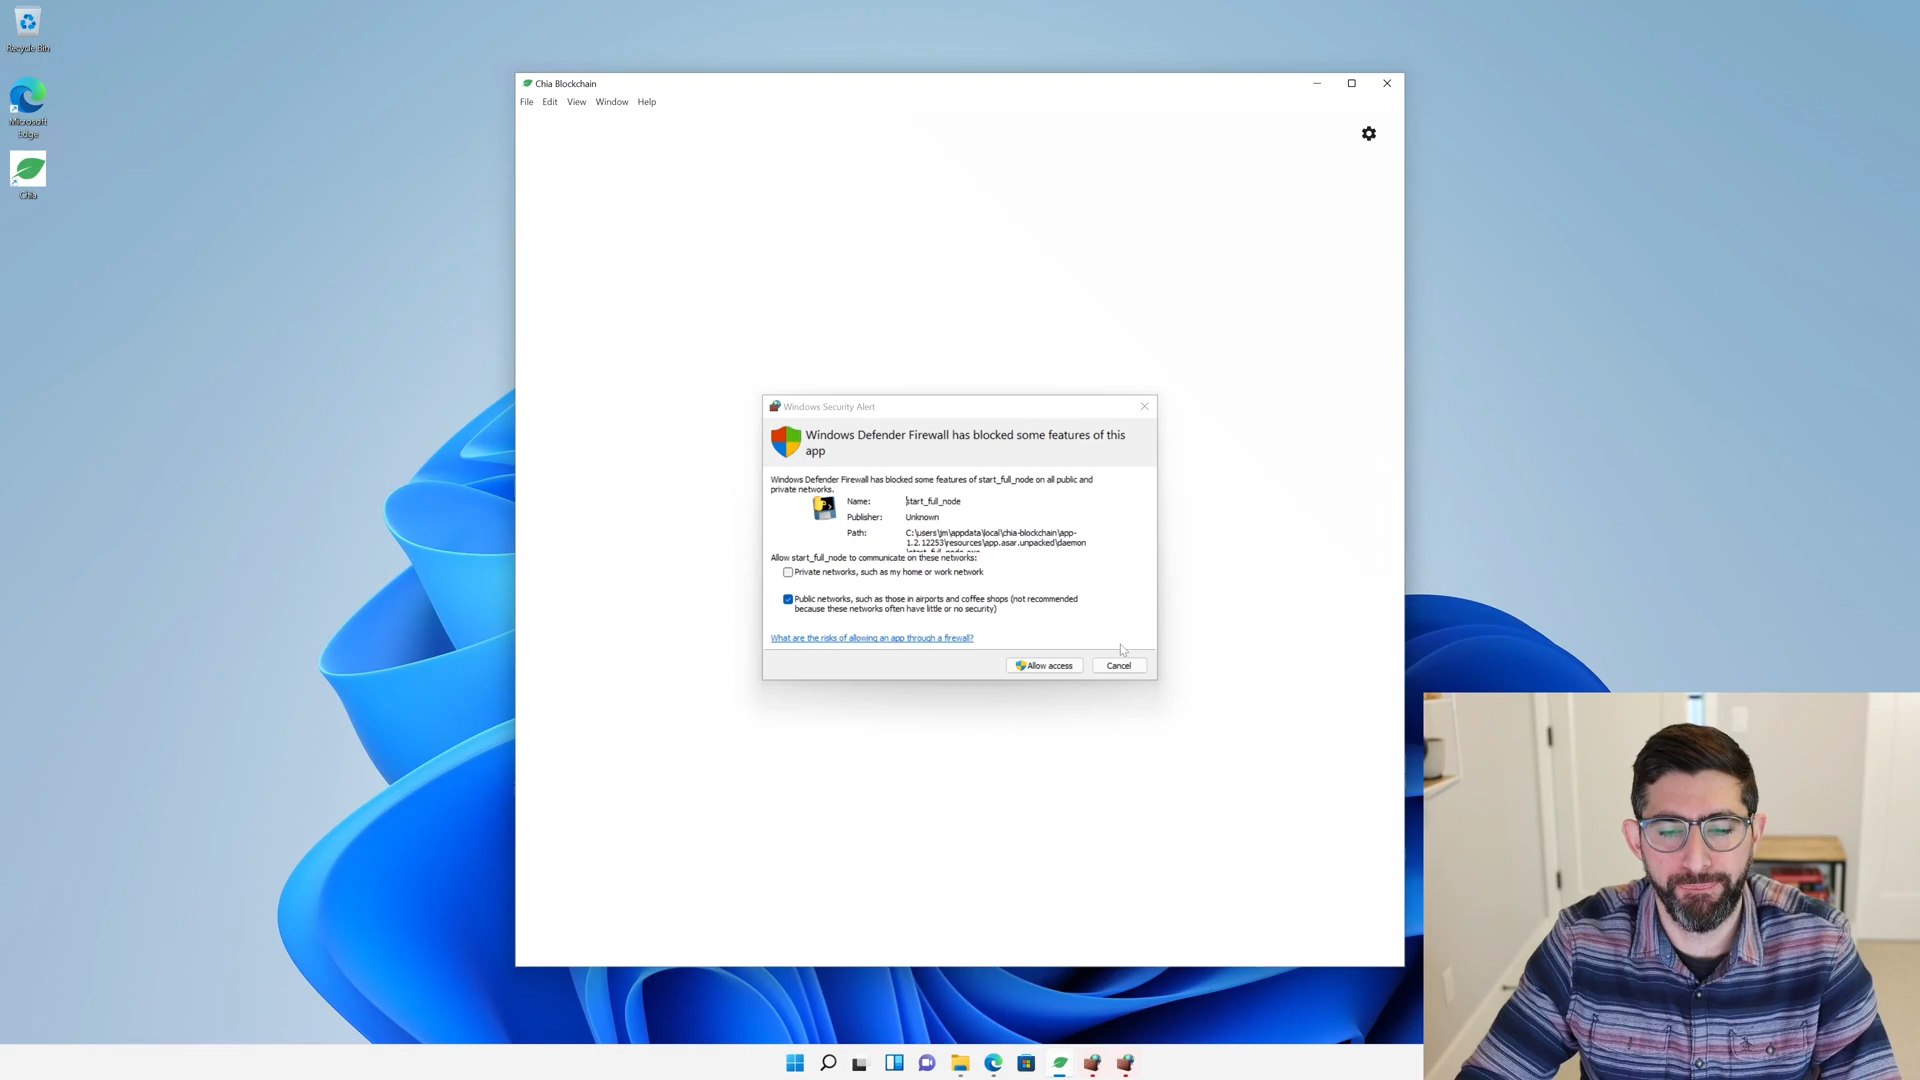 Recycle Bin
Microsoft
Edge
Chia
Chia Blockchain
File Edit View Window Help
Windows Security Alert
Windows Defender Firewall has blocked some features of this
app
Windows Defender Firewall has blocked some features of start_full_node on all public and
private networks.
Name: start_full_node
Publisher: Unknown
Path: C:\users\jm\appdata\local\chia-blockchain\app-
1.2.12253\resources\app.asar.unpacked\daemon
\start_full_node.exe
Allow start_full_node to communicate on these networks:
Private networks, such as my home or work network
Public networks, such as those in airports and coffee shops (not recommended
because these networks often have little or no security)
What are the risks of allowing an app through a firewall?
Allow access
Cancel